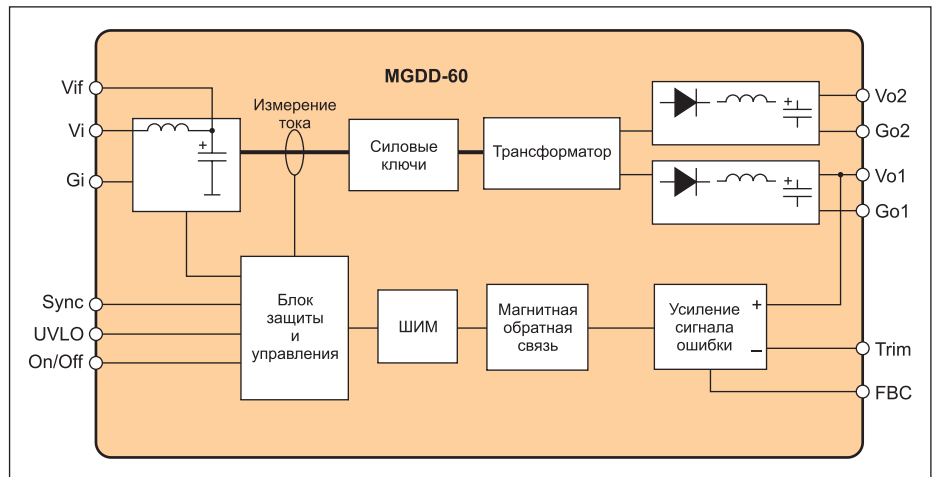 MGDD-60
Vif
Vi
Gi
Измерение
тока
+
Силовые
ключи
Трансформатор
+
+
Vo2
Go2
Vo1
Go1
Sync
UVLO
On/Off
Блок
защиты
и
управления
ШИМ
Магнитная
обратная
связь
Усиление
сигнала
ошибки
+
−
Trim
FBC